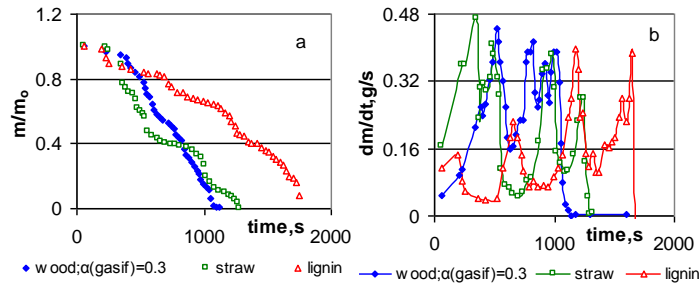 a
m/mo
1.2
0.8
0.4
0
0
1000
2000
time,s
wood;α(gasif)=0.3 straw lignin
b
dm/dt,g/s
0.48
0.32
0.16
0
0
1000
2000
time,s
wood;α(gasif)=0.3 straw lignin